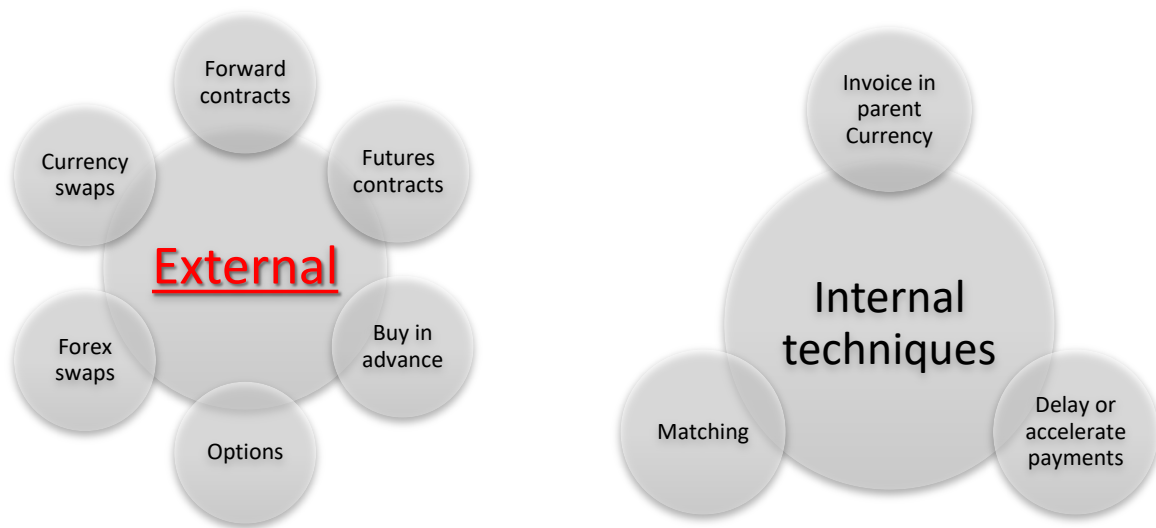 Forward
contracts
Futures
contracts
Buy in
advance
Options
Forex
swaps
Currency
swaps
External
Invoice in
parent
Currency
Delay or
accelerate
payments
Matching
Internal
techniques